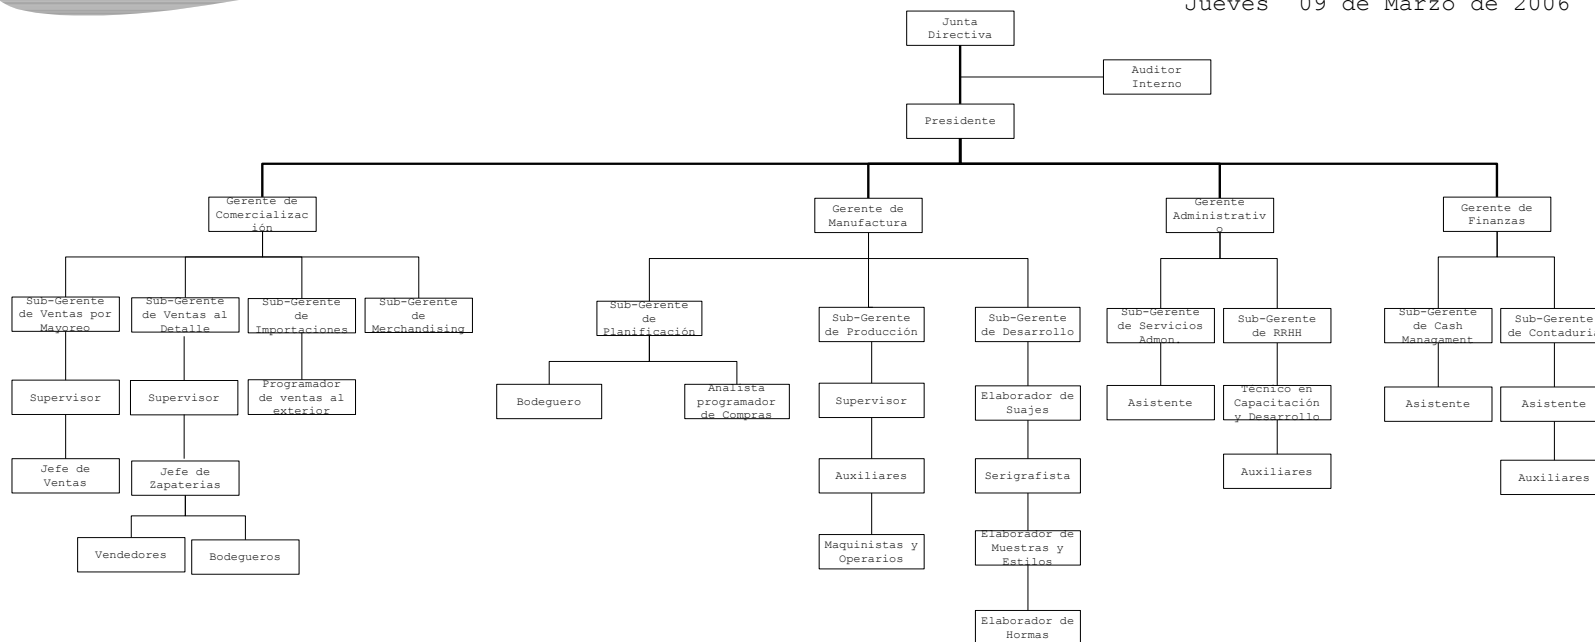 Jueves 09 de Marzo de 2006
Junta
Directiva
Auditor
Interno
Presidente
Gerente de
Comercializac
ión
Gerente de
Manufactura
Gerente
Administrativ
o
Gerente de
Finanzas
Sub-Gerente
de Ventas por
Mayoreo
Sub-Gerente
de Ventas al
Detalle
Sub-Gerente
de
Importaciones
Sub-Gerente
de
Merchandising
Sub-Gerente
de
Planificación
Sub-Gerente
de Producción
Sub-Gerente
de Desarrollo
Sub-Gerente
de Servicios
Admon.
Sub-Gerente
de RRHH
Sub-Gerente
de Cash
Managament
Sub-Gerente
de Contaduria
Supervisor
Supervisor
Programador
de ventas al
exterior
Bodeguero
Analista
programador
de Compras
Supervisor
Elaborador de
Suajes
Asistente
Técnico en
Capacitación
y Desarrollo
Asistente
Asistente
Jefe de
Ventas
Jefe de
Zapaterias
Auxiliares
Serigrafista
Auxiliares
Auxiliares
Vendedores
Bodegueros
Maquinistas y
Operarios
Elaborador de
Muestras y
Estilos
Elaborador de
Hormas